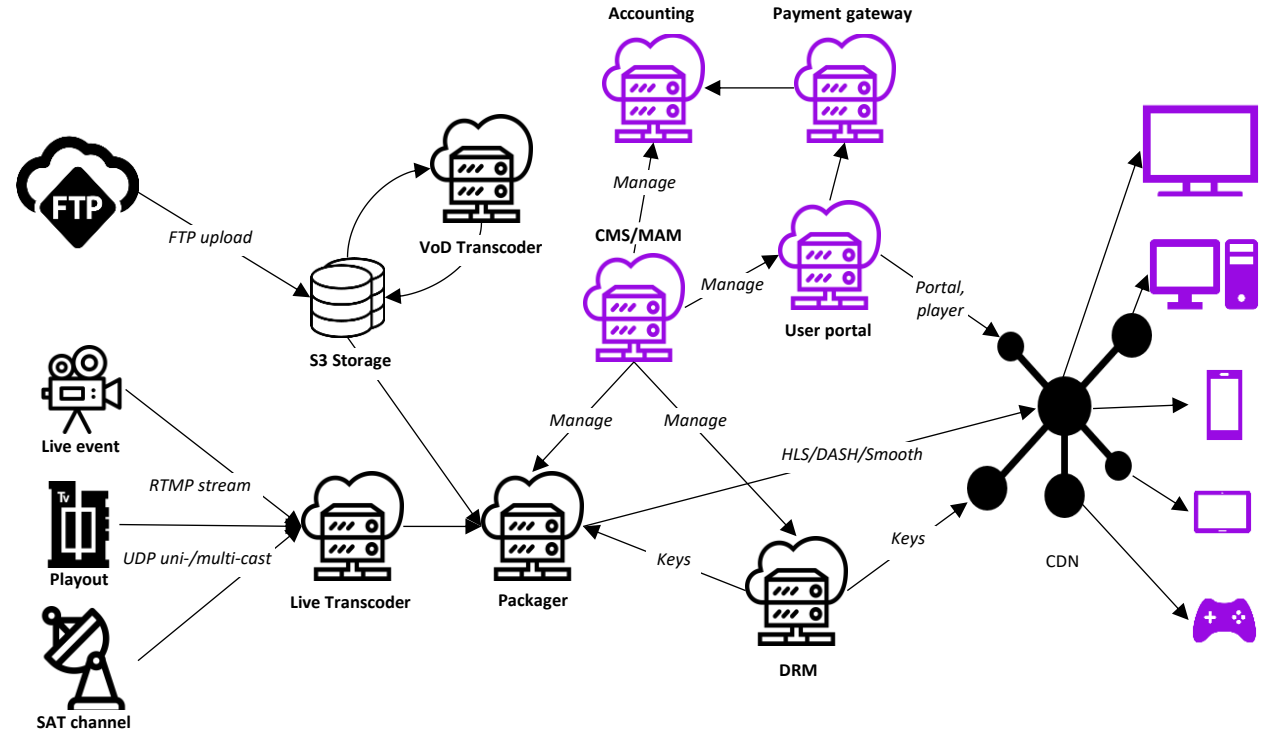 Accounting
Payment gateway
FTP
FTP upload
VoD Transcoder
Manage
CMS/MAM
Manage
User portal
Portal,
player
S3 Storage
Live event
Manage
Manage
HLS/DASH/Smooth
RTMP stream
Tv
UDP uni-/multi-cast
Playout
Live Transcoder
Packager
Keys
Keys
CDN
DRM
SAT channel